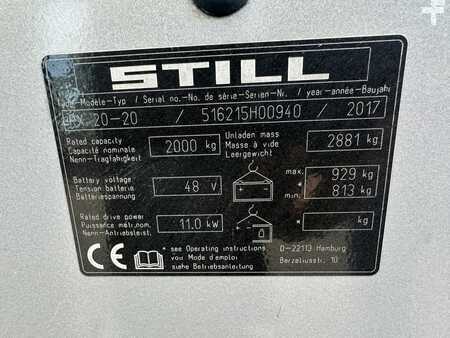 STILL
Type-Modèle-Typ / Serial no.-No. de série-Serien-Nr. / year-année-Baujahr
20-20 / 516215H00940 / 2017
Rated capacity
Capacité nominale
Nenn-Tragfähigkeit
2000 kg
Unladen mass
Masse à vide
Leergewicht
2881 kg
Battery voltage
Tension batterie
Batteriespannung
48 V
max. 929 kg
* min. 813 kg
Rated drive power
Puissance mót.nom.
Nenn-Antriebsleist.
11.0 kW
* kg
CE
* see Operating instructions
voir Mode d'emploi
siehe Betriebsanleitung
D-22113 Hamburg
Berzeliusstr. 10